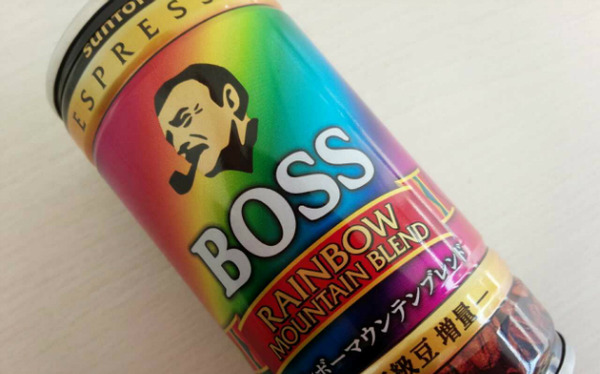 SUNTORY
ESPRESS
BOSS
RAINBOW
MOUNTAIN BLEND
ボーマウンテンブレンド
級豆 増量